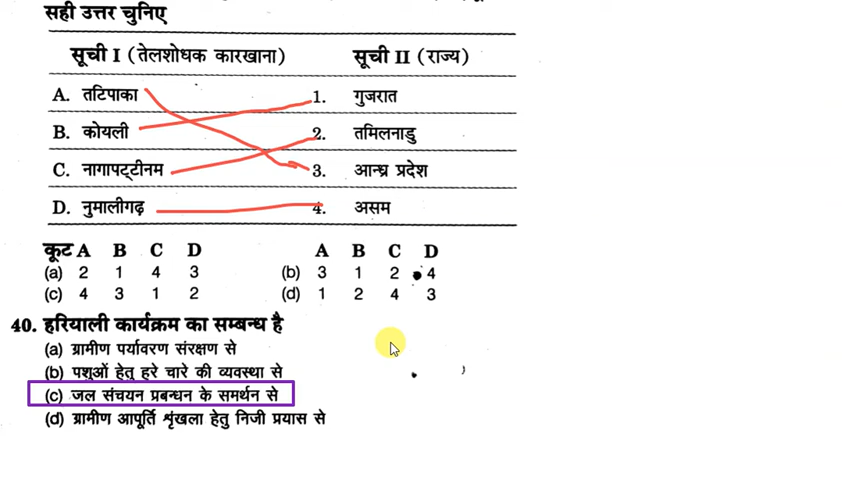 सही उत्तर चुनिए
सूची I (तेलशोधक कारखाना) सूची II (राज्य)
A. तटिपाका 1. गुजरात
B. कोयली 2. तमिलनाडु
C. नागापट्टीनम 3. आन्ध्र प्रदेश
D. नुमालीगढ़ 4. असम
कूट A B C D A B C D
(a) 2 1 4 3 (b) 3 1 2 4
(c) 4 3 1 2 (d) 1 2 4 3
40. हरियाली कार्यक्रम का सम्बन्ध है
(a) ग्रामीण पर्यावरण संरक्षण से
(b) पशुओं हेतु हरे चारे की व्यवस्था से
(c) जल संचयन प्रबन्धन के समर्थन से
(d) ग्रामीण आपूर्ति शृंखला हेतु निजी प्रयास से